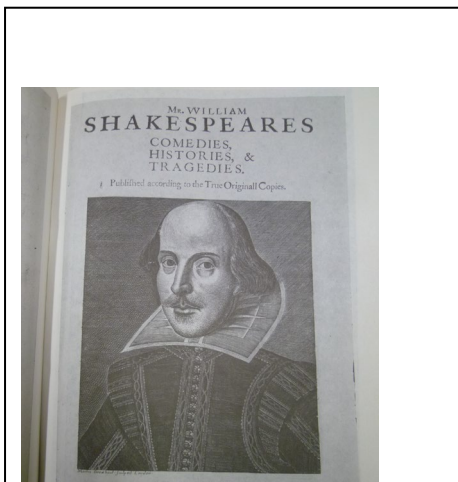 Mr. WILLIAM
SHAKESPEARES
COMEDIES,
HISTORIES, &
TRAGEDIES.
Published according to the True Originall Copies.